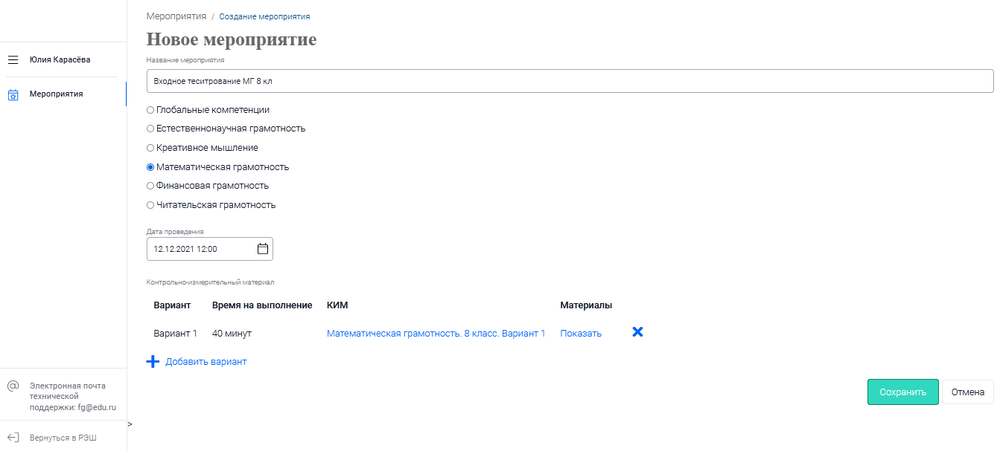 Мероприятия / Создание мероприятия
Новое мероприятие
Название мероприятия
Входное теситрование МГ 8 кл
Глобальные компетенции
Естественнонаучная грамотность
Креативное мышление
Математическая грамотность
Финансовая грамотность
Читательская грамотность
Дата проведения
12.12.2021 12:00
Контрольно-измерительный материал
Вариант Время на выполнение КИМ Материалы
Вариант 1 40 минут Математическая грамотность. 8 класс. Вариант 1 Показать
Добавить вариант
Сохранить Отмена
Юлия Карасёва
Мероприятия
Электронная почта
технической
поддержки: fg@edu.ru
Вернуться в РЭШ
>